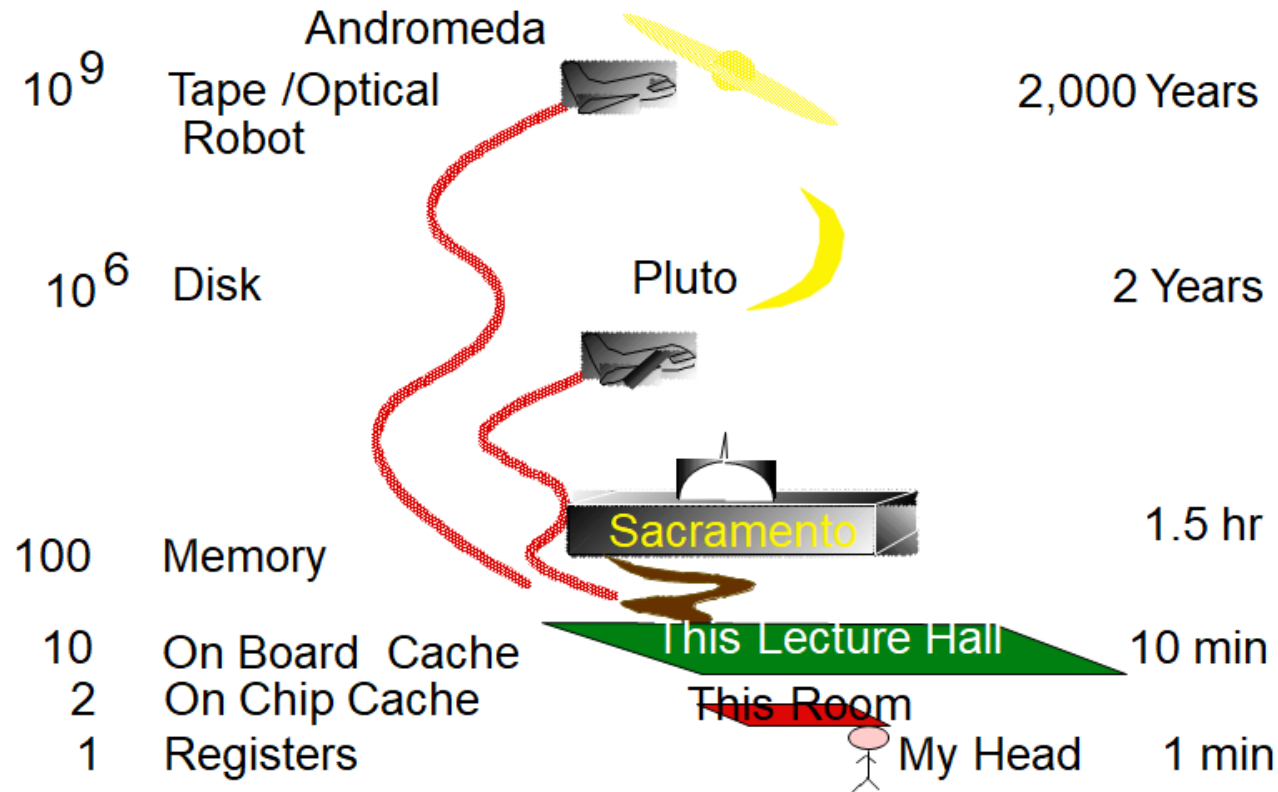 Andromeda
10^9 Tape /Optical Robot 2,000 Years
10^6 Disk Pluto 2 Years
Sacramento 1.5 hr
100 Memory
This Lecture Hall
10 On Board Cache 10 min
2 On Chip Cache This Room
1 Registers My Head 1 min